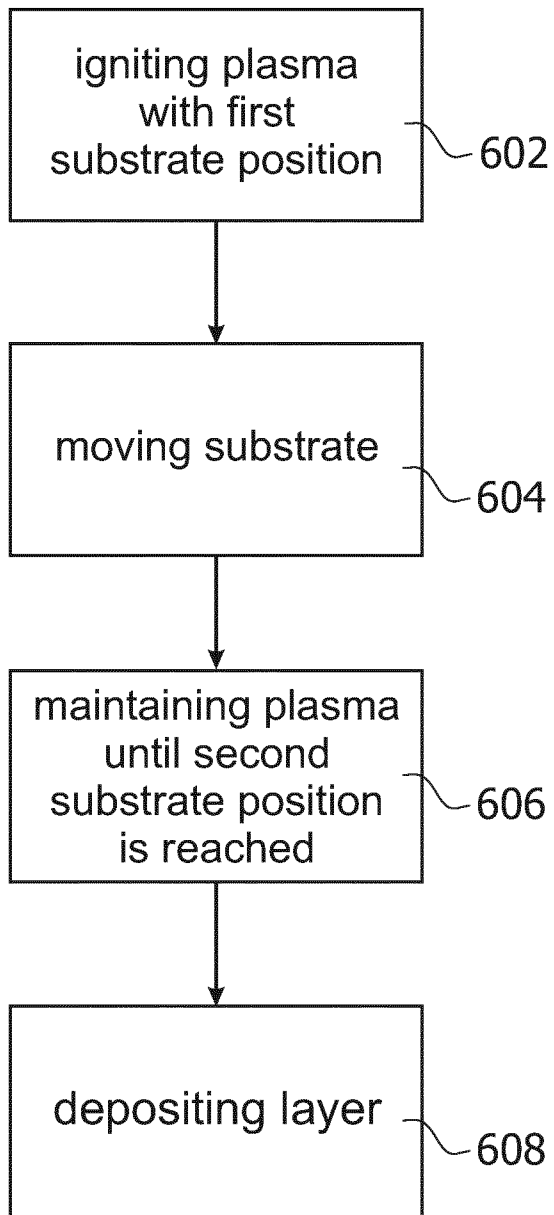 igniting plasma
with first
substrate position
602
moving substrate
604
maintaining plasma
until second
substrate position
is reached
606
depositing layer
608